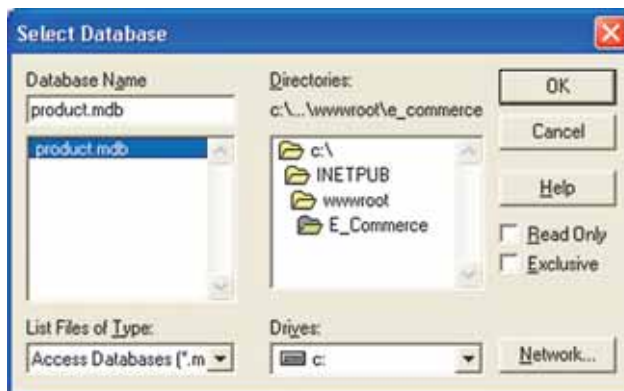 Select Database
Database Name
product.mdb
product.mdb
Directories:
c:\...\wwwroot\e_commerce
c:\
INETPUB
wwwroot
E_Commerce
OK
Cancel
Help
Read Only
Exclusive
List Files of Type:
Access Databases (*.m
Drives:
c:
Network...